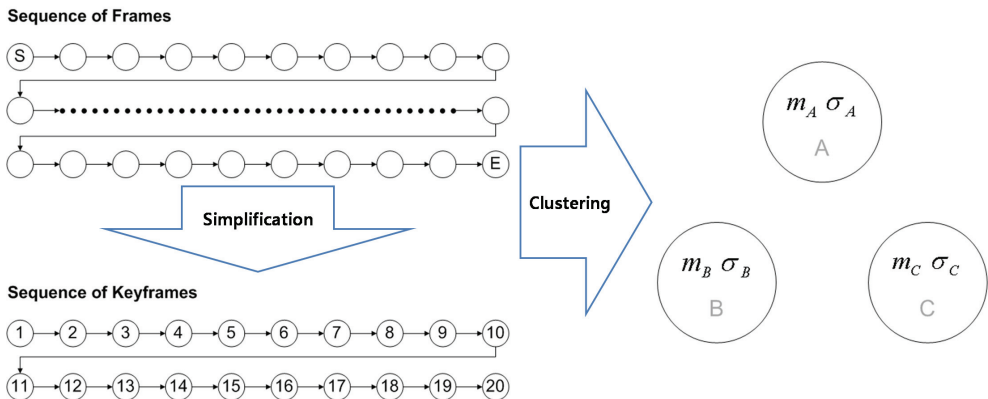 Sequence of Frames
S
E
Simplification
Clustering
Sequence of Keyframes
1 2 3 4 5 6 7 8 9 10
11 12 13 14 15 16 17 18 19 20
m_A σ_A
A
m_B σ_B
B
m_C σ_C
C